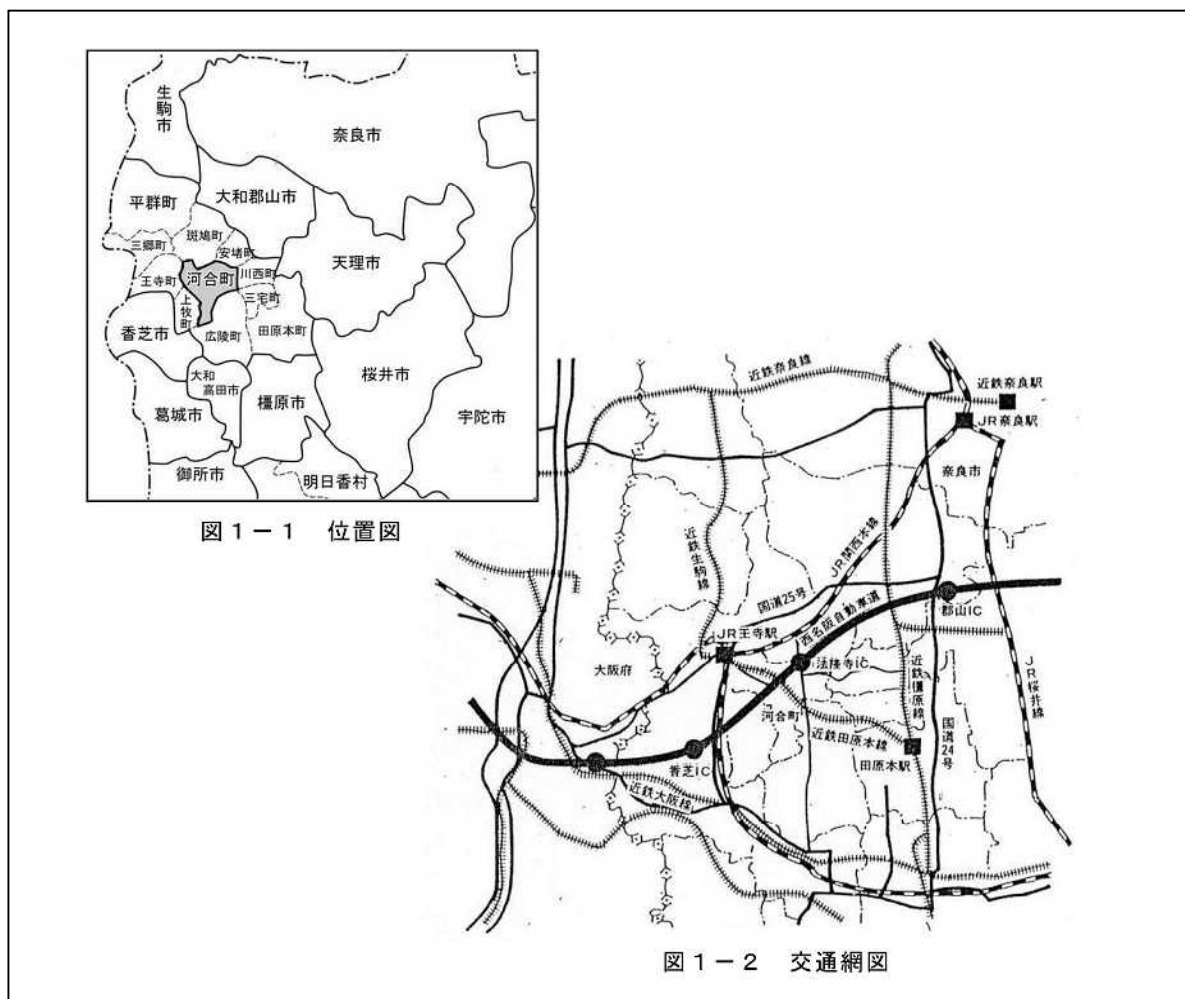 生駒市
奈良市
平群町
大和郡山市
斑鳩町
三郷町
安堵町
天理市
王寺町
河合町
川西町
三宅町
上牧町
香芝市
広陵町
田原本町
桜井市
大和
高田市
橿原市
葛城市
宇陀市
御所市
明日香村
図1-1 位置図
近鉄奈良線
近鉄奈良駅
JR奈良駅
奈良市
近鉄生駒線
JR関西本線
国道25号
西名阪自動車道
郡山IC
JR王寺駅
大阪府
法隆寺IC
近鉄橿原線
JR桜井線
河合町
国道24号
近鉄田原本線
田原本駅
香芝IC
近鉄大阪線
図1-2 交通網図